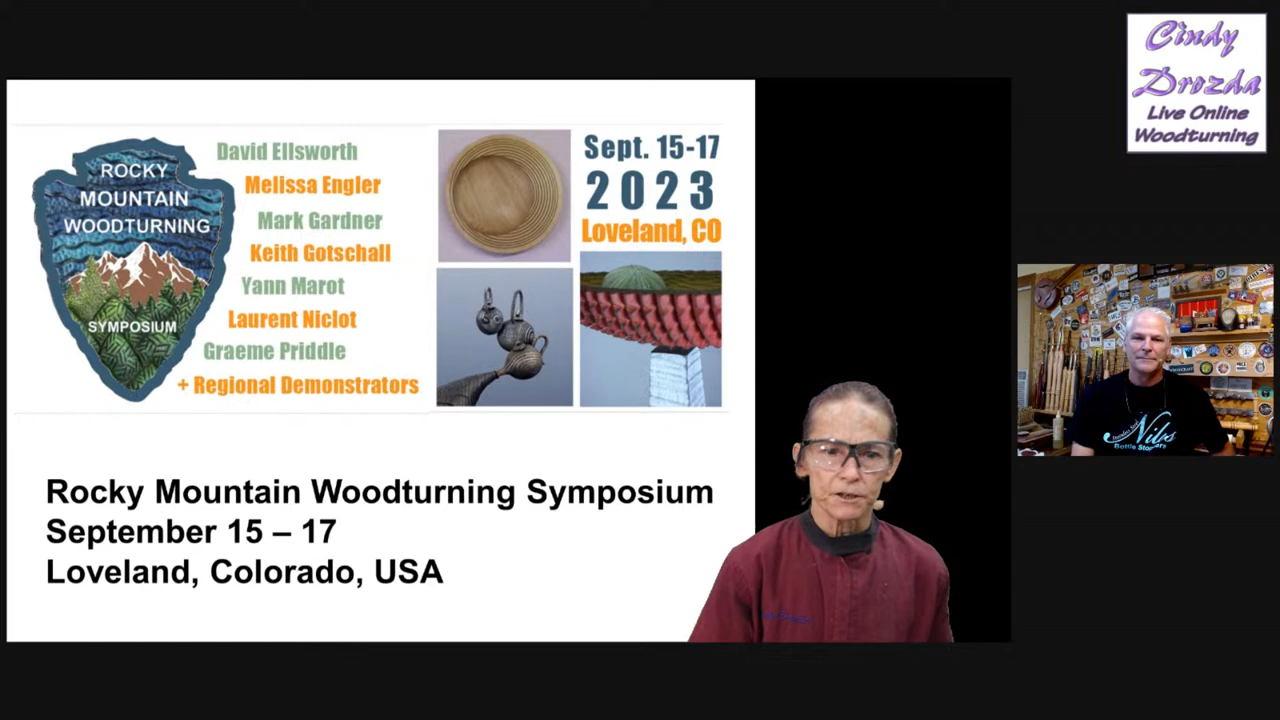 Cindy
Drozda
Live Online
Woodturning
ROCKY
MOUNTAIN
WOODTURNING
SYMPOSIUM
David Ellsworth
Melissa Engler
Mark Gardner
Keith Gotschall
Yann Marot
Laurent Niclot
Graeme Priddle
+ Regional Demonstrators
Sept. 15-17
2023
Loveland, CO
Rocky Mountain Woodturning Symposium
September 15 – 17
Loveland, Colorado, USA
Niles
Bottle Stoppers